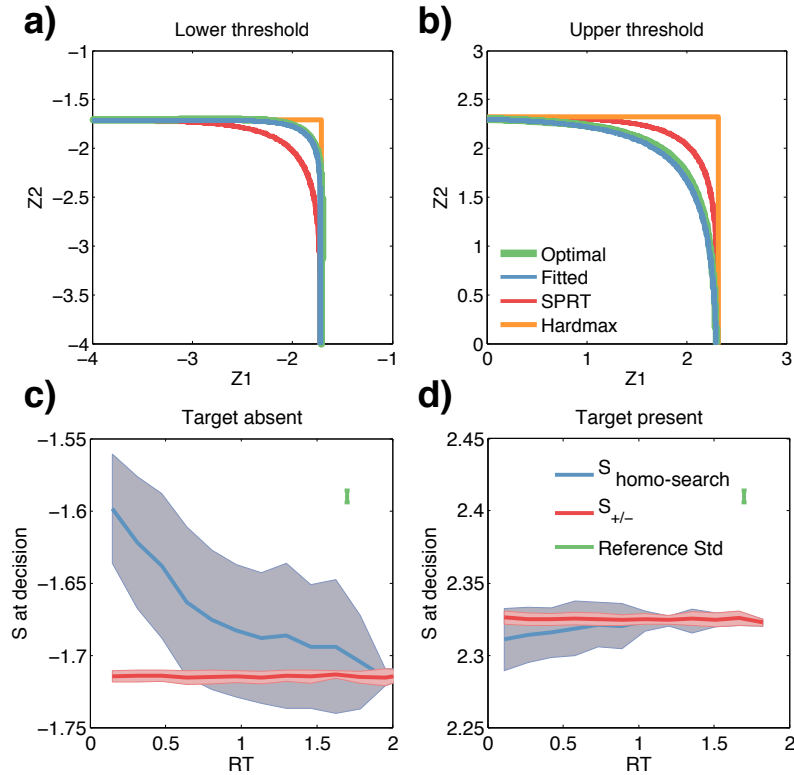 a)
Lower threshold
−1
−1.5
−2
−2.5
−3
−3.5
−4
Z2
−4
−3
−2
−1
Z1
b)
Upper threshold
3
2.5
2
1.5
1
0.5
0
Z2
Optimal
Fitted
SPRT
Hardmax
0
1
2
3
Z1
c)
Target absent
−1.55
−1.6
−1.65
−1.7
−1.75
S at decision
0
0.5
1
1.5
2
RT
d)
Target present
2.45
2.4
2.35
2.3
2.25
S at decision
S homo-search
S+/−
Reference Std
0
0.5
1
1.5
2
RT